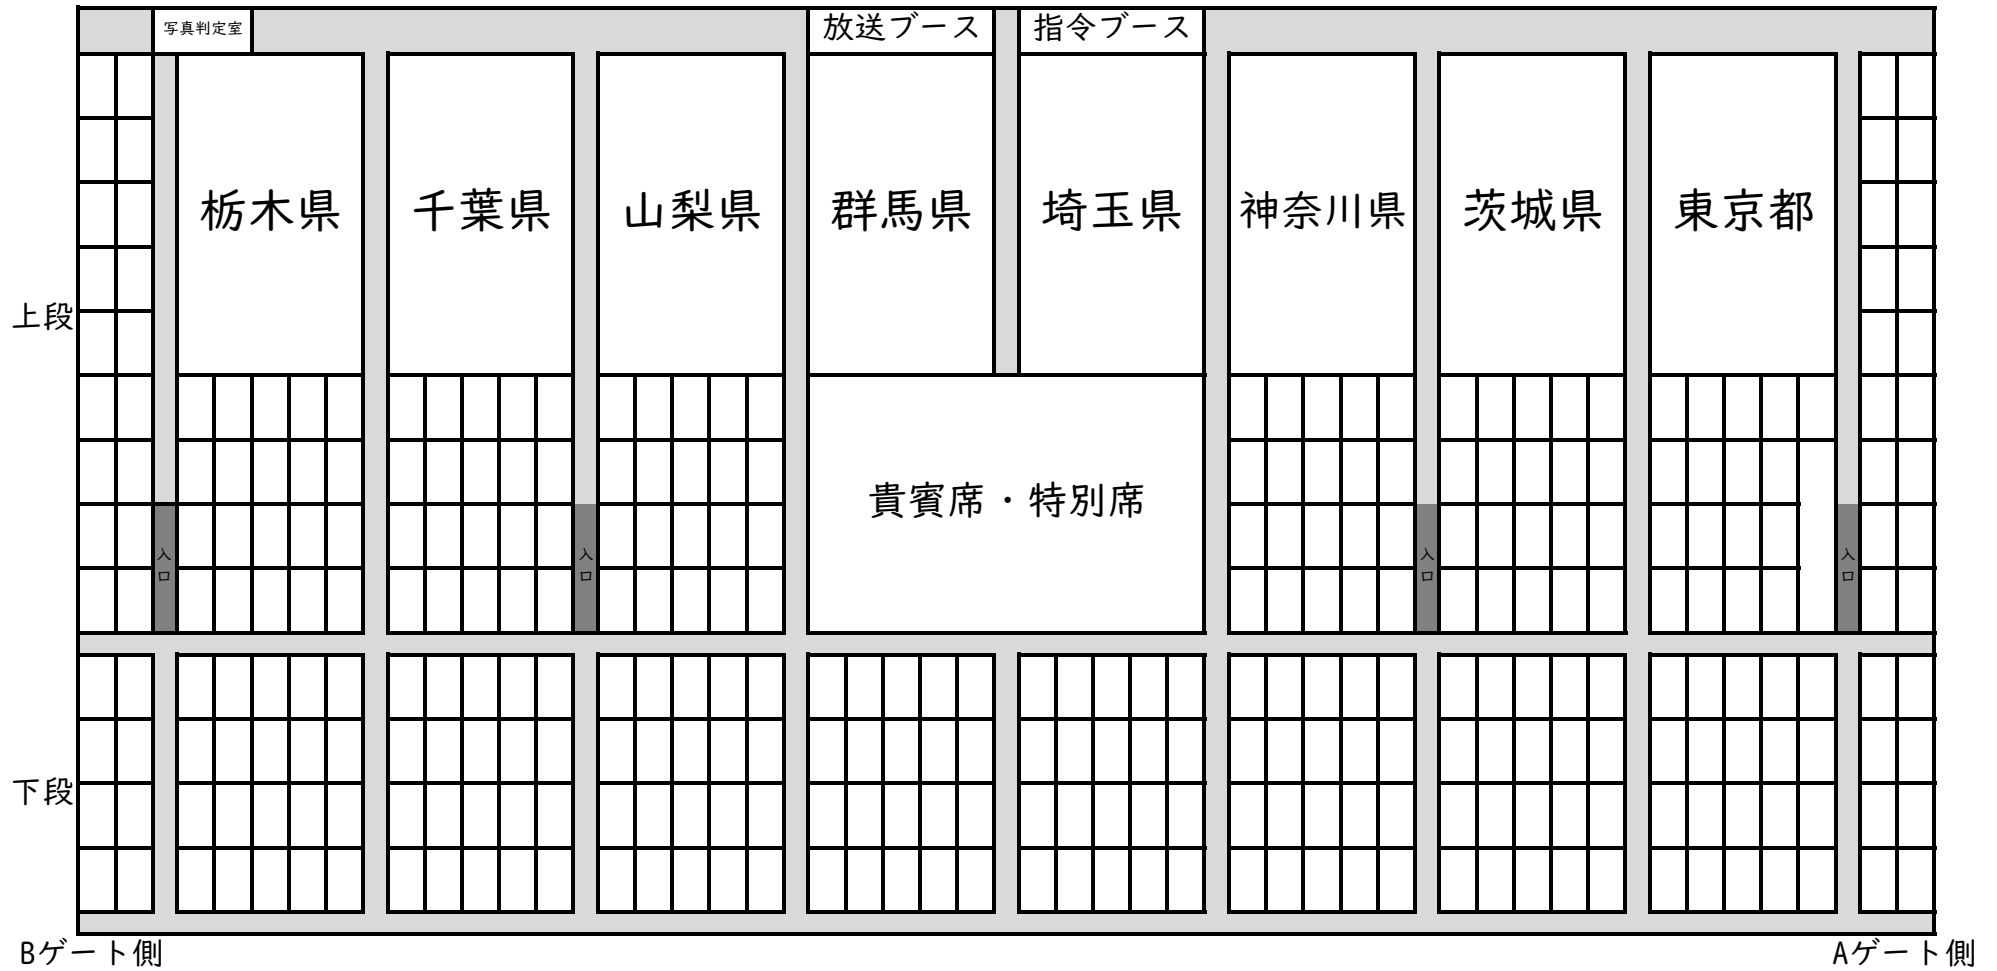 写真判定室
放送ブース
指令ブース
栃木県
千葉県
山梨県
群馬県
埼玉県
神奈川県
茨城県
東京都
上段
貴賓席・特別席
入口
入口
入口
入口
下段
Bゲート側
Aゲート側